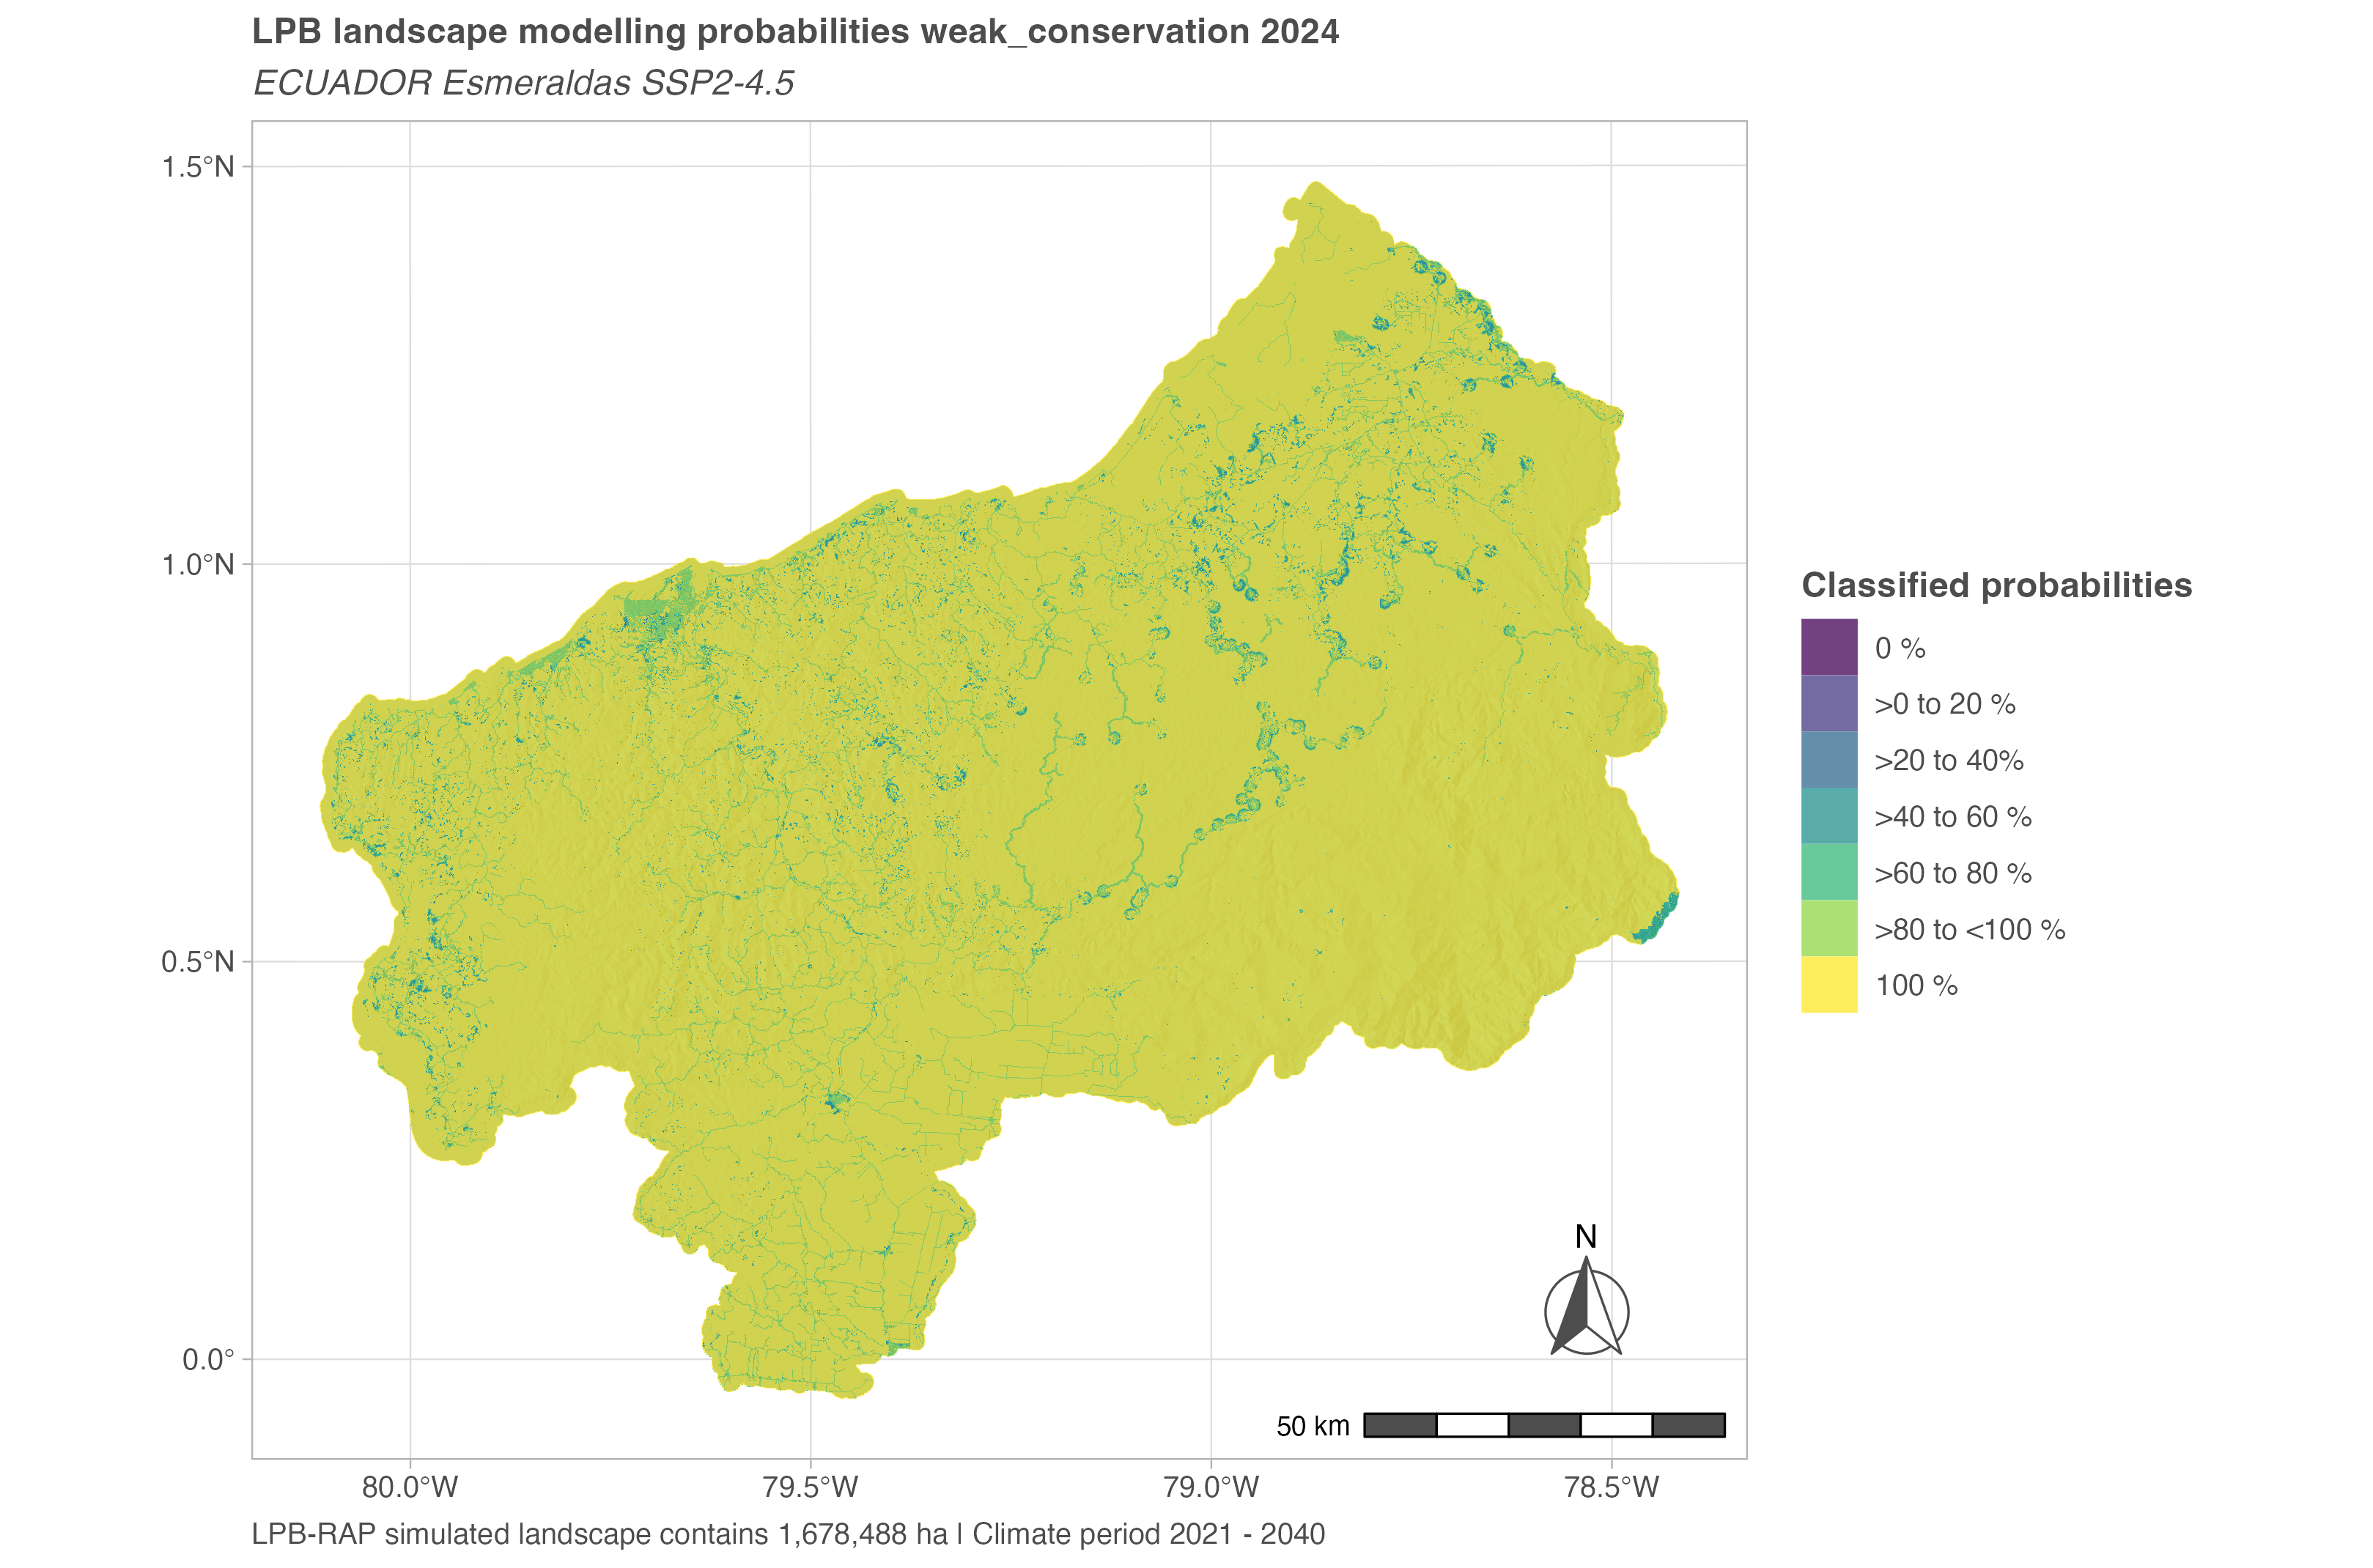 LPB landscape modelling probabilities weak_conservation 2024
ECUADOR Esmeraldas SSP2-4.5
1.5°N
1.0°N
0.5°N
0.0°
80.0°W
79.5°W
79.0°W
78.5°W
N
50 km
Classified probabilities
0 %
>0 to 20 %
>20 to 40%
>40 to 60 %
>60 to 80 %
>80 to <100 %
100 %
LPB-RAP simulated landscape contains 1,678,488 ha | Climate period 2021 - 2040